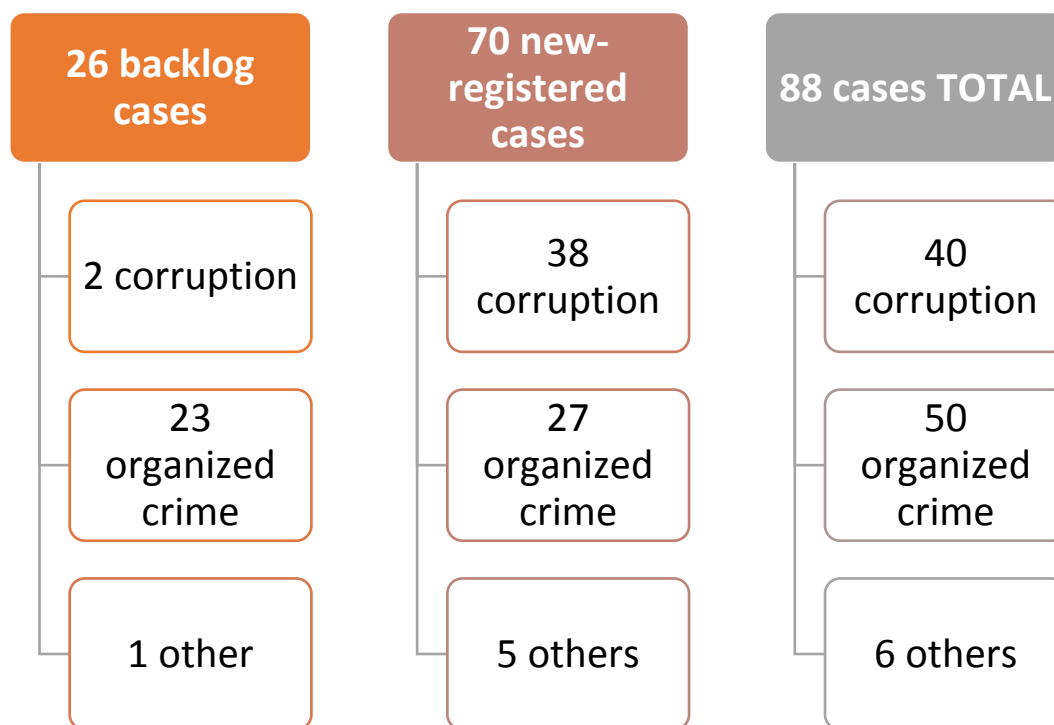 26 backlog
cases
2 corruption
23
organized
crime
1 other
70 new-
registered
cases
38
corruption
27
organized
crime
5 others
88 cases TOTAL
40
corruption
50
organized
crime
6 others